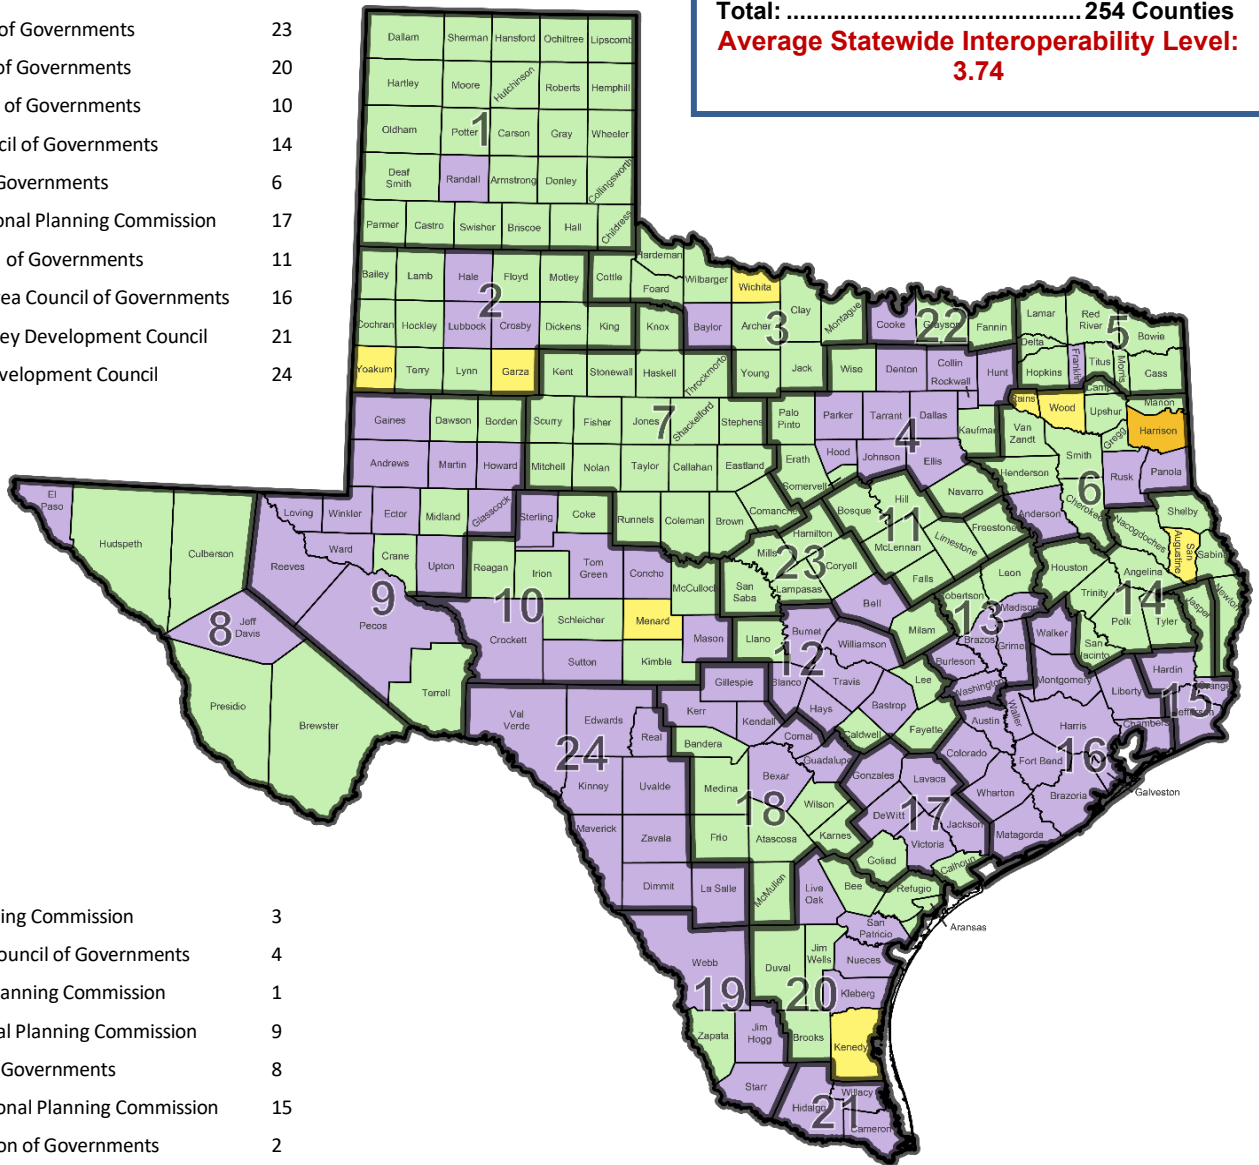 of Governments 23
of Governments 20
of Governments 10
cil of Governments 14
Governments 6
onal Planning Commission 17
of Governments 11
rea Council of Governments 16
ey Development Council 21
velopment Council 24
Total: ............................................ 254 Counties
Average Statewide Interoperability Level:
3.74
Dallam Sherman Hansford Ochiltree Lipscomb
Hartley Moore Hutchinson Roberts Hemphill
Oldham Potter Carson Gray Wheeler
1
Deaf Smith Randall Armstrong Donley Collingsworth
Parmer Castro Swisher Briscoe Hall Childress
Bailey Lamb Hale Floyd Motley Cottle Hardeman Foard Wilbarger Wichita
2
Cochran Hockley Lubbock Crosby Dickens King Knox Baylor Archer Clay Montague
3
Cooke Grayson Fannin
22
Lamar Red River Bowie
5
Delta Hopkins Franklin Titus Morris Cass Camp
Yoakum Terry Lynn Garza Kent Stonewall Haskell Throckmorto Young Jack Wise Denton Collin Rockwall Hunt
Rains Wood Upshur Marion Harrison
Gaines Dawson Borden Scurry Fisher Jones Shackelford Stephens Palo Pinto Parker Tarrant Dallas Kaufman Van Zandt Gregg
7
4
Smith
Andrews Martin Howard Mitchell Nolan Taylor Callahan Eastland Erath Hood Johnson Ellis Henderson Rusk Panola
6
Somervell Navarro Anderson Cherokee Shelby
El Paso Hudspeth Culberson
Loving Winkler Ector Midland Glasscock Sterling Coke Runnels Coleman Brown Comanche Bosque Hill Freestone Nacogdoches San Augustine Sabine
11
Hamilton McLennan Limestone
Ward Crane Upton Reagan Irion Tom Green Concho McCulloch San Saba Mills Coryell Lampasas Falls Leon Houston Angelina Trinity
23
14
Newton Jasper
Reeves Pecos
9
10
Jeff Davis
8
Crockett Schleicher Menard Mason Llano Burnet Bell Milam Robertson Madison Brazos Grimes Walker Polk Tyler San Jacinto
13
12
Sutton Kimble Williamson Burleson Washington Montgomery Liberty Hardin Orange Jefferson
15
Gillespie Blanco Travis Lee Bastrop
Presidio Brewster Terrell
Val Verde Edwards Real Kerr Kendall Hays Comal Caldwell Fayette Austin Waller Harris Chambers
24
16
Bandera Guadalupe Colorado Fort Bend
Kinney Uvalde Medina Bexar Gonzales Lavaca Wharton Brazoria Galveston
18
Wilson
17
Maverick Zavala Frio Atascosa Karnes DeWitt Jackson Victoria Matagorda
Goliad Calhoun
Dimmit La Salle McMullen Live Oak Bee Refugio
Aransas
San Patricio
Webb Duval Jim Wells Nueces
19
20
Kleberg
Zapata Jim Hogg Brooks Kenedy
Starr Hidalgo Willacy Cameron
21
ing Commission 3
ouncil of Governments 4
anning Commission 1
al Planning Commission 9
Governments 8
onal Planning Commission 15
on of Governments 2